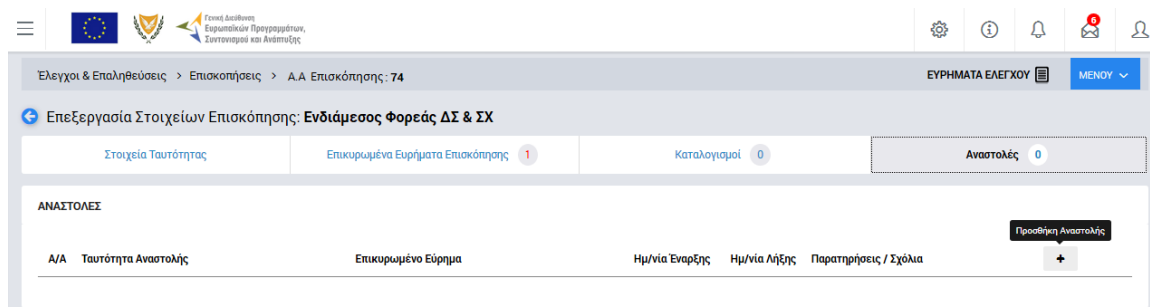 Γενική Διεύθυνση
Ευρωπαϊκών Προγραμμάτων,
Συντονισμού και Ανάπτυξης
6
Έλεγχοι & Επαληθεύσεις > Επισκοπήσεις > Α.Α Επισκόπησης: 74
ΕΥΡΗΜΑΤΑ ΕΛΕΓΧΟΥ
ΜΕΝΟΥ
Επεξεργασία Στοιχείων Επισκόπησης: Ενδιάμεσος Φορεάς ΔΣ & ΣΧ
Στοιχεία Ταυτότητας
Επικυρωμένα Ευρήματα Επισκόπησης 1
Καταλογισμοί 0
Αναστολές 0
ΑΝΑΣΤΟΛΕΣ
Προσθήκη Αναστολής
Α/Α Ταυτότητα Αναστολής Επικυρωμένο Εύρημα Ημ/νία Έναρξης Ημ/νία Λήξης Παρατηρήσεις / Σχόλια +